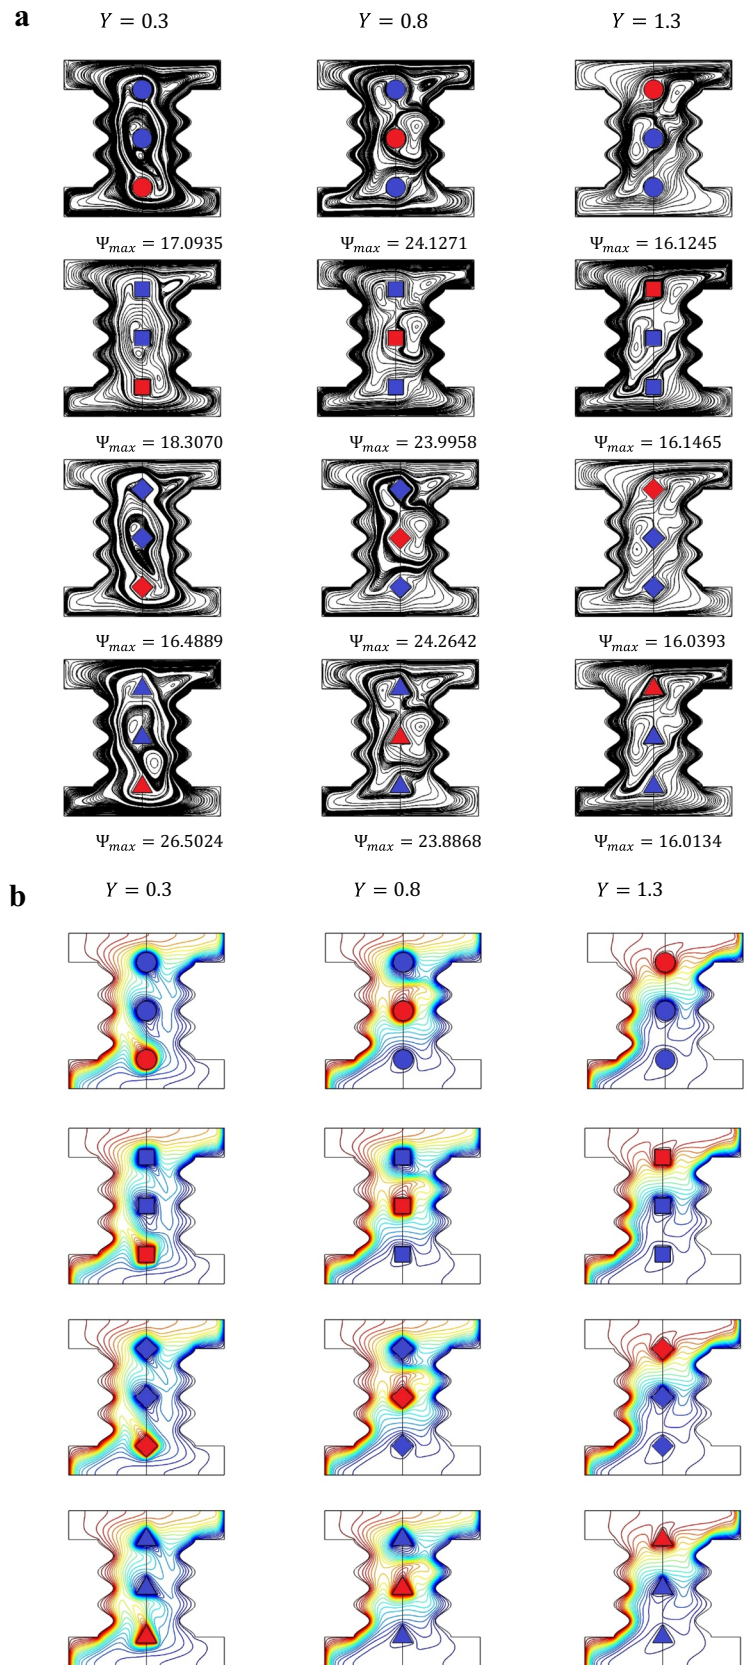 a
Y = 0.3 Y = 0.8 Y = 1.3
Ψmax = 17.0935 Ψmax = 24.1271 Ψmax = 16.1245
Ψmax = 18.3070 Ψmax = 23.9958 Ψmax = 16.1465
Ψmax = 16.4889 Ψmax = 24.2642 Ψmax = 16.0393
Ψmax = 26.5024 Ψmax = 23.8868 Ψmax = 16.0134
b
Y = 0.3 Y = 0.8 Y = 1.3